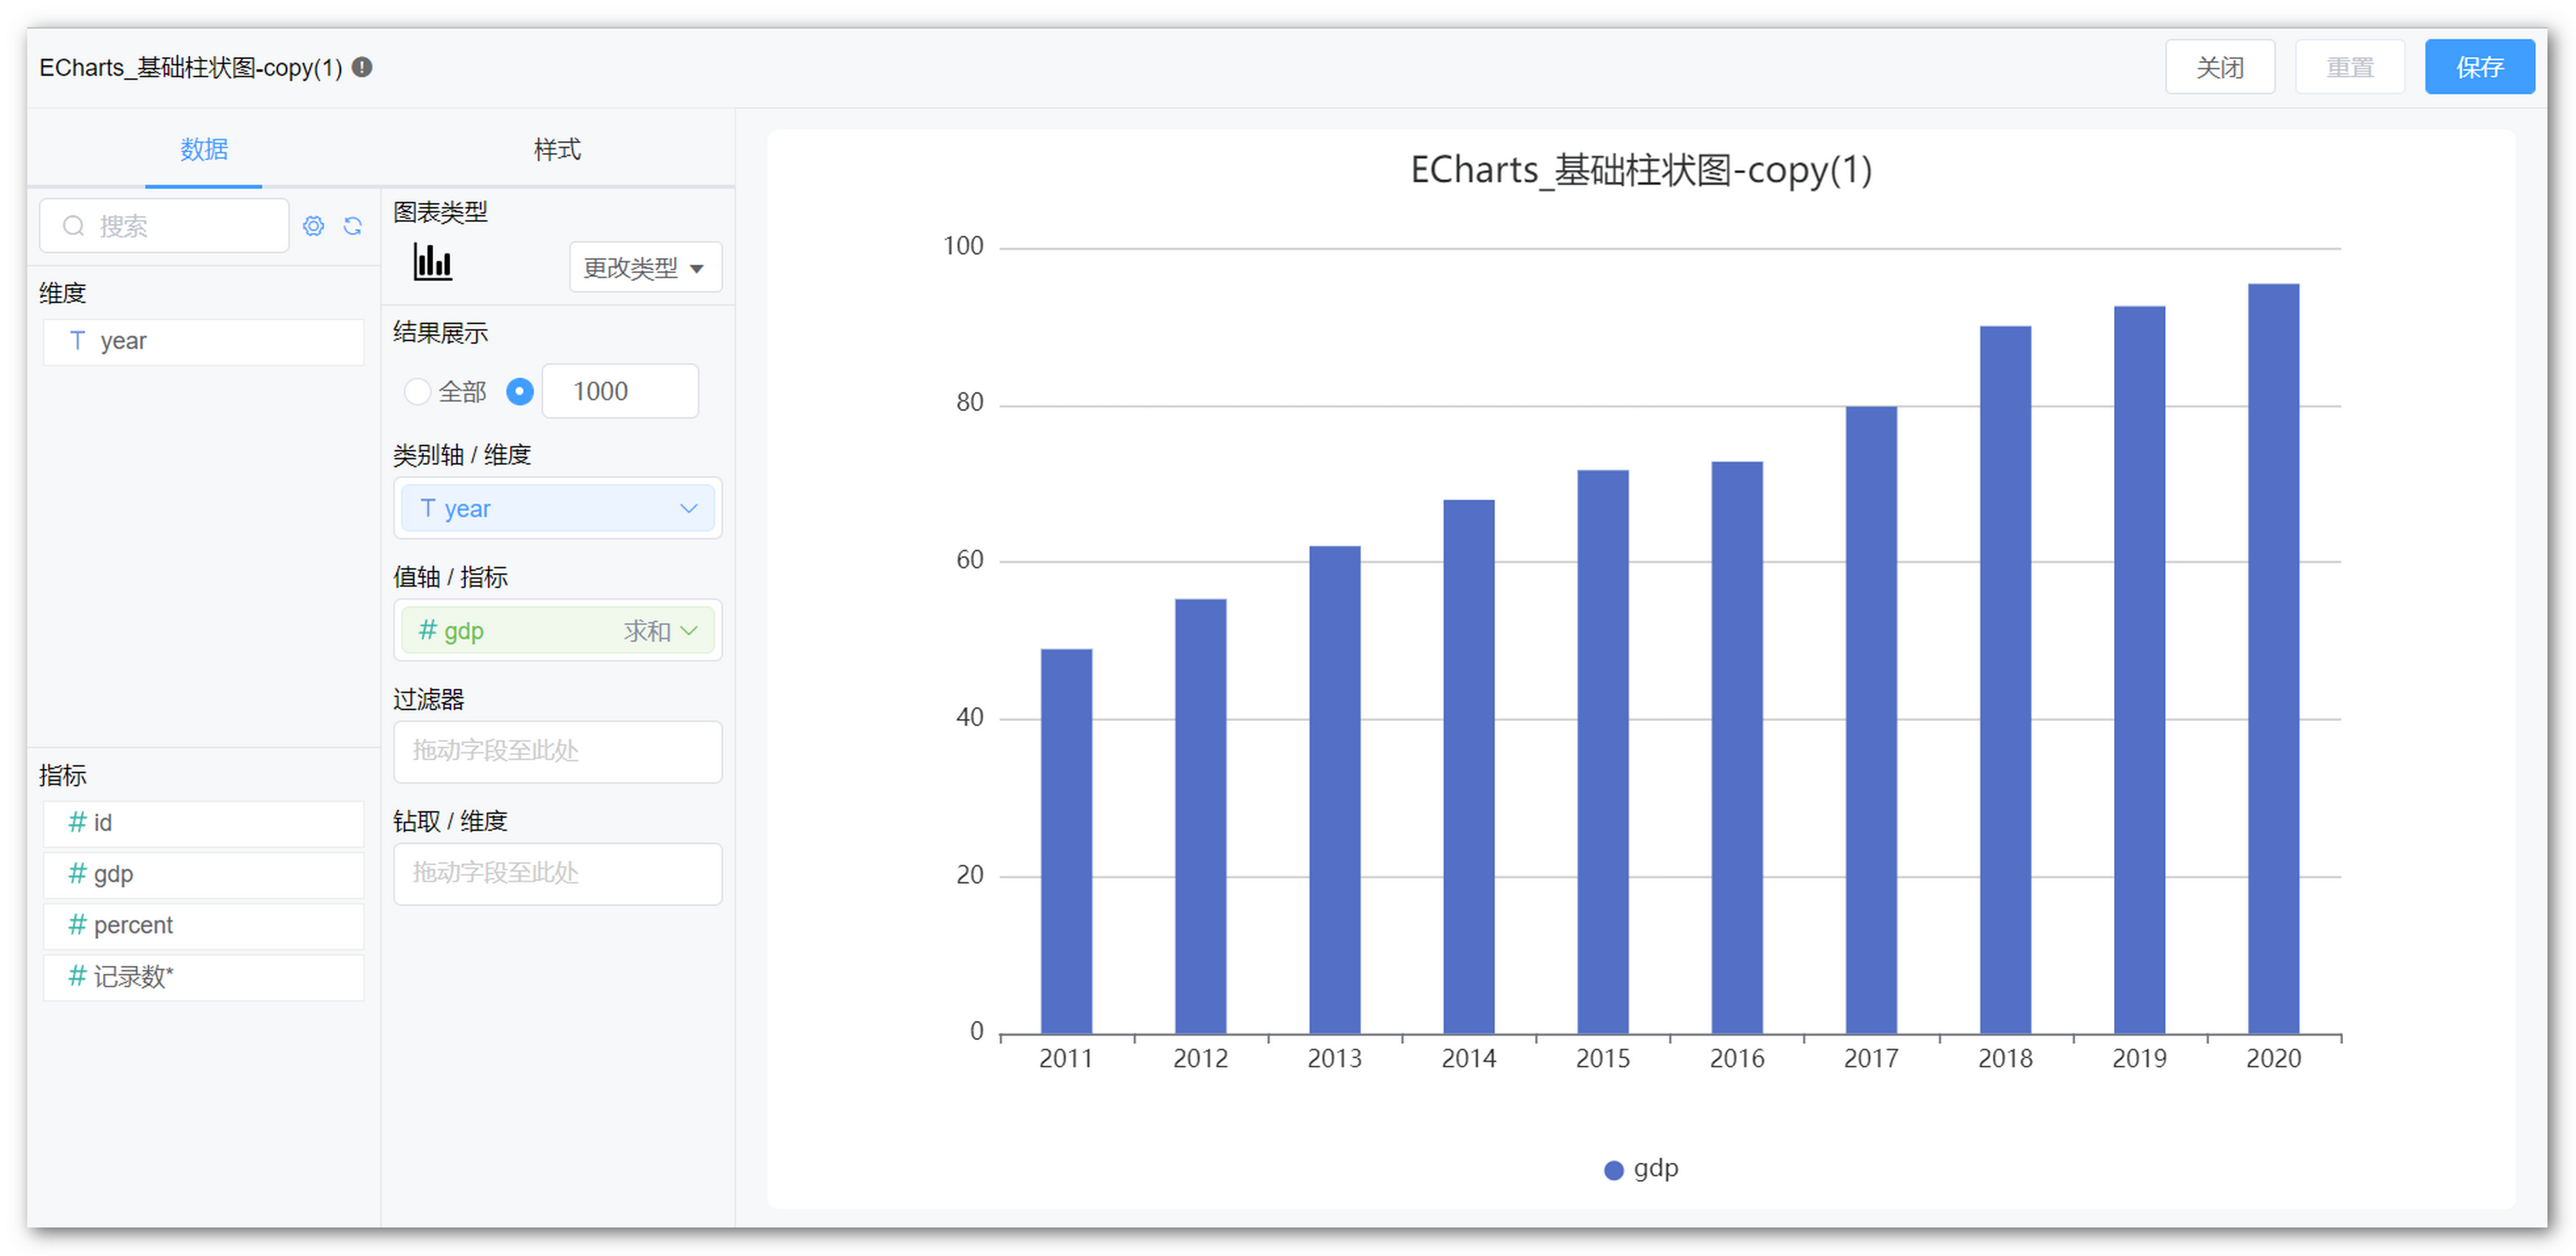 ECharts_基础柱状图-copy(1)
关闭
重置
保存
数据
样式
搜索
维度
T year
指标
# id
# gdp
# percent
# 记录数*
图表类型
更改类型
结果展示
全部 1000
类别轴 / 维度
T year
值轴 / 指标
# gdp 求和
过滤器
拖动字段至此处
钻取 / 维度
拖动字段至此处
ECharts_基础柱状图-copy(1)
100
80
60
40
20
0
2011 2012 2013 2014 2015 2016 2017 2018 2019 2020
gdp